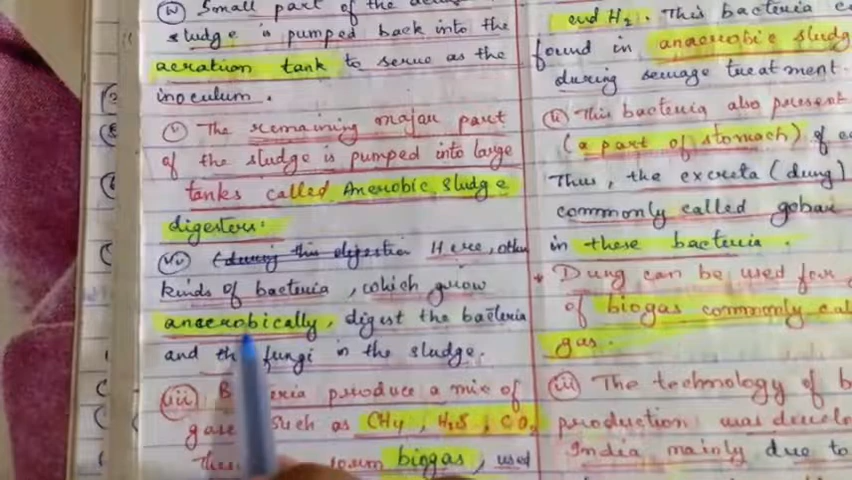 (iv) Small part of the
sludge is pumped back into the
aeration tank to serve as the
inoculum.
(v) The remaining major part
of the sludge is pumped into large
tanks called Anerobic sludge
digesters.
(vi) (during this digestion Here, other
kinds of bacteria, which grow
anaerobically, digest the bacteria
and the fungi in the sludge.
(vii) Bacteria produce a mix of
gases such as CH4, H2S, CO2
biogas, used
and H2. This bacteria
found in anaerobic sludg
during sewage treatment.
(ii) This bacteria also present
(a part of stomach) of
Thus, the excreta (dung)
commonly called gobar
in these bacteria.
* Dung can be used for
of biogas commonly cal
gas.
(iii) The technology of b
production was develo
India mainly due to